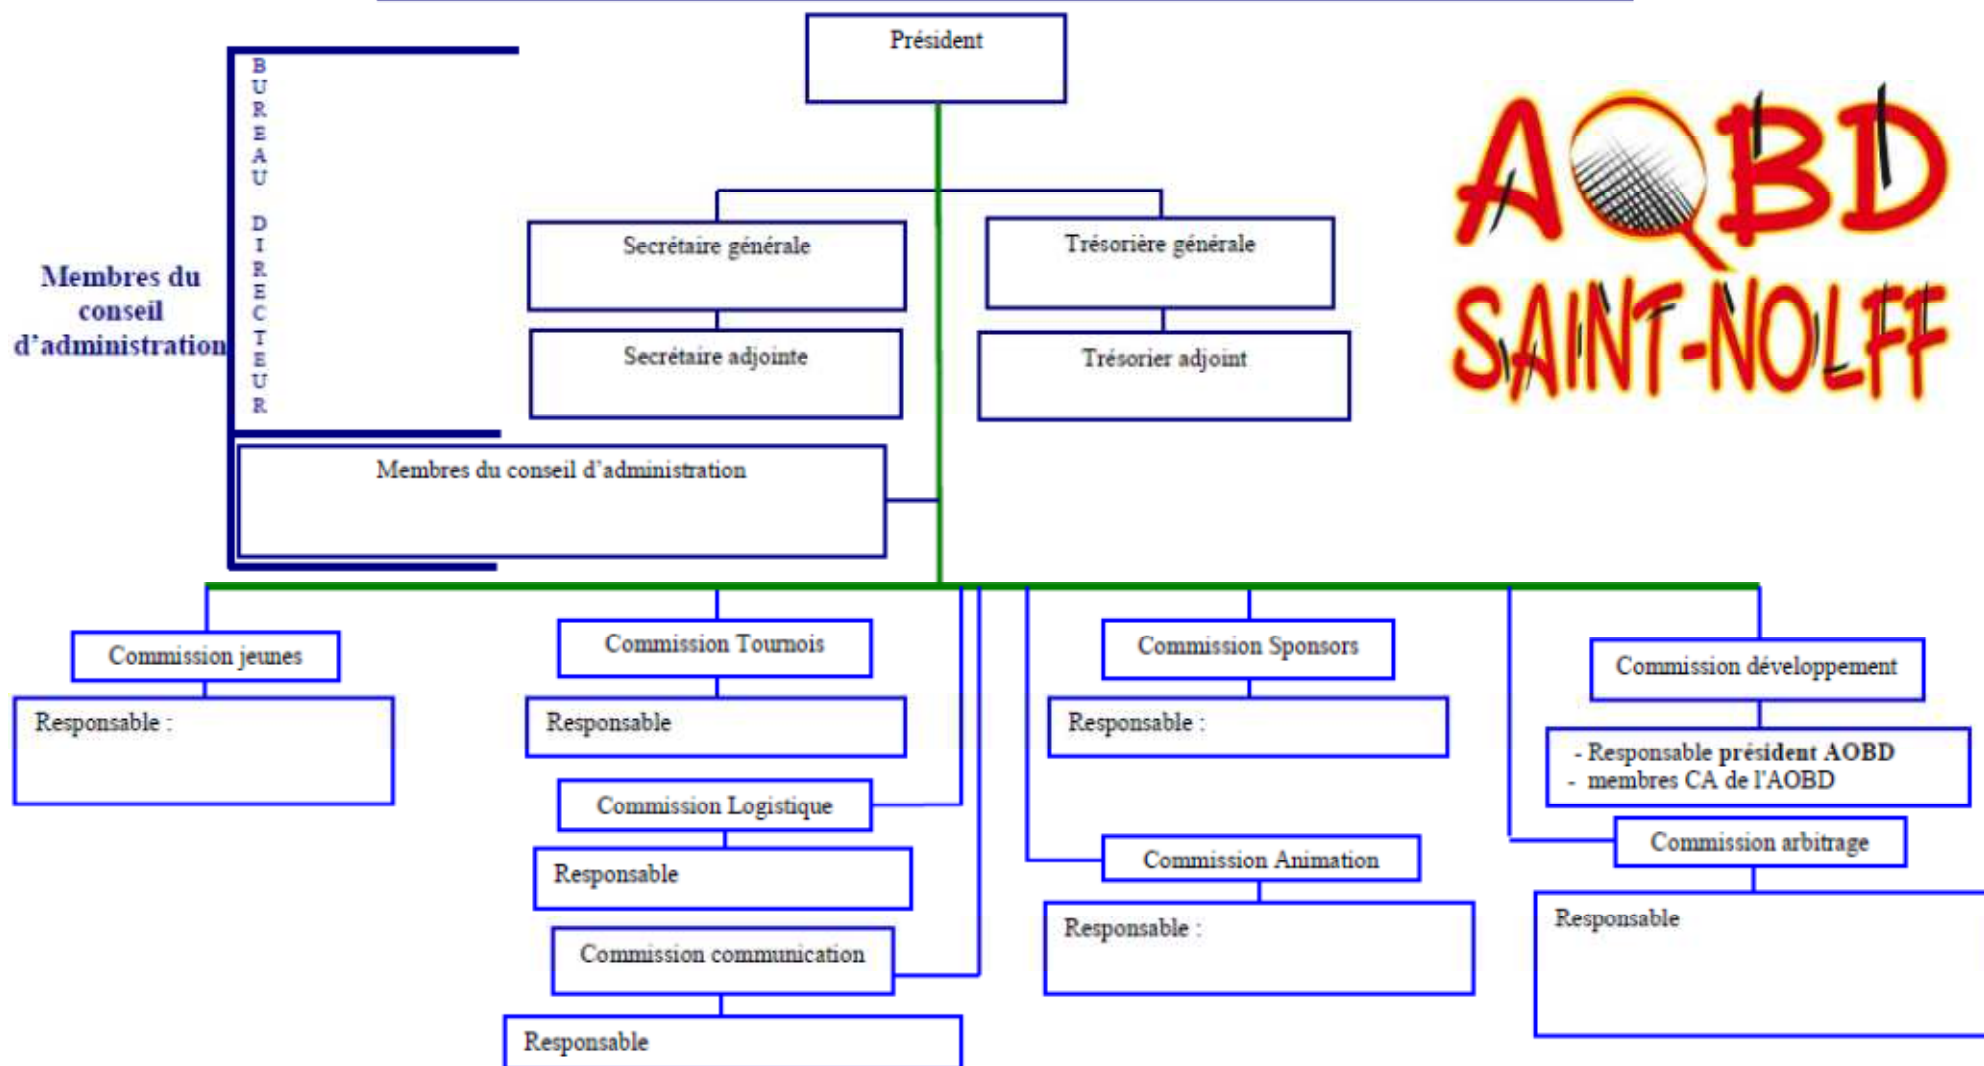 Président
BUREAU DIRECTEUR
AOBD
SAINT-NOLFF
Secrétaire générale
Trésorière générale
Membres du
conseil
d'administration
Secrétaire adjointe
Trésorier adjoint
Membres du conseil d'administration
Commission jeunes
Responsable :
Commission Tournois
Responsable
Commission Logistique
Responsable
Commission communication
Responsable
Commission Sponsors
Responsable :
Commission Animation
Responsable :
Commission développement
- Responsable président AOBD
- membres CA de l'AOBD
Commission arbitrage
Responsable